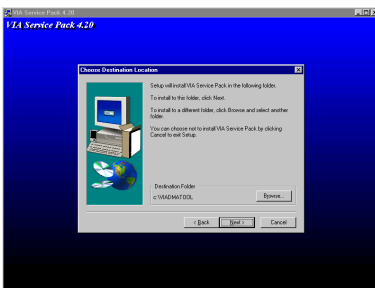 VIA Service Pack 4.20
VIA Service Pack 4.20
Choose Destination Location
Setup will install VIA Service Pack in the following folder.
To install to this folder, click Next.
To install to a different folder, click Browse and select another
folder.
You can choose not to install VIA Service Pack by clicking
Cancel to exit Setup.
Destination Folder
c:\VIADMATOOL
Browse...
< Back
Next >
Cancel